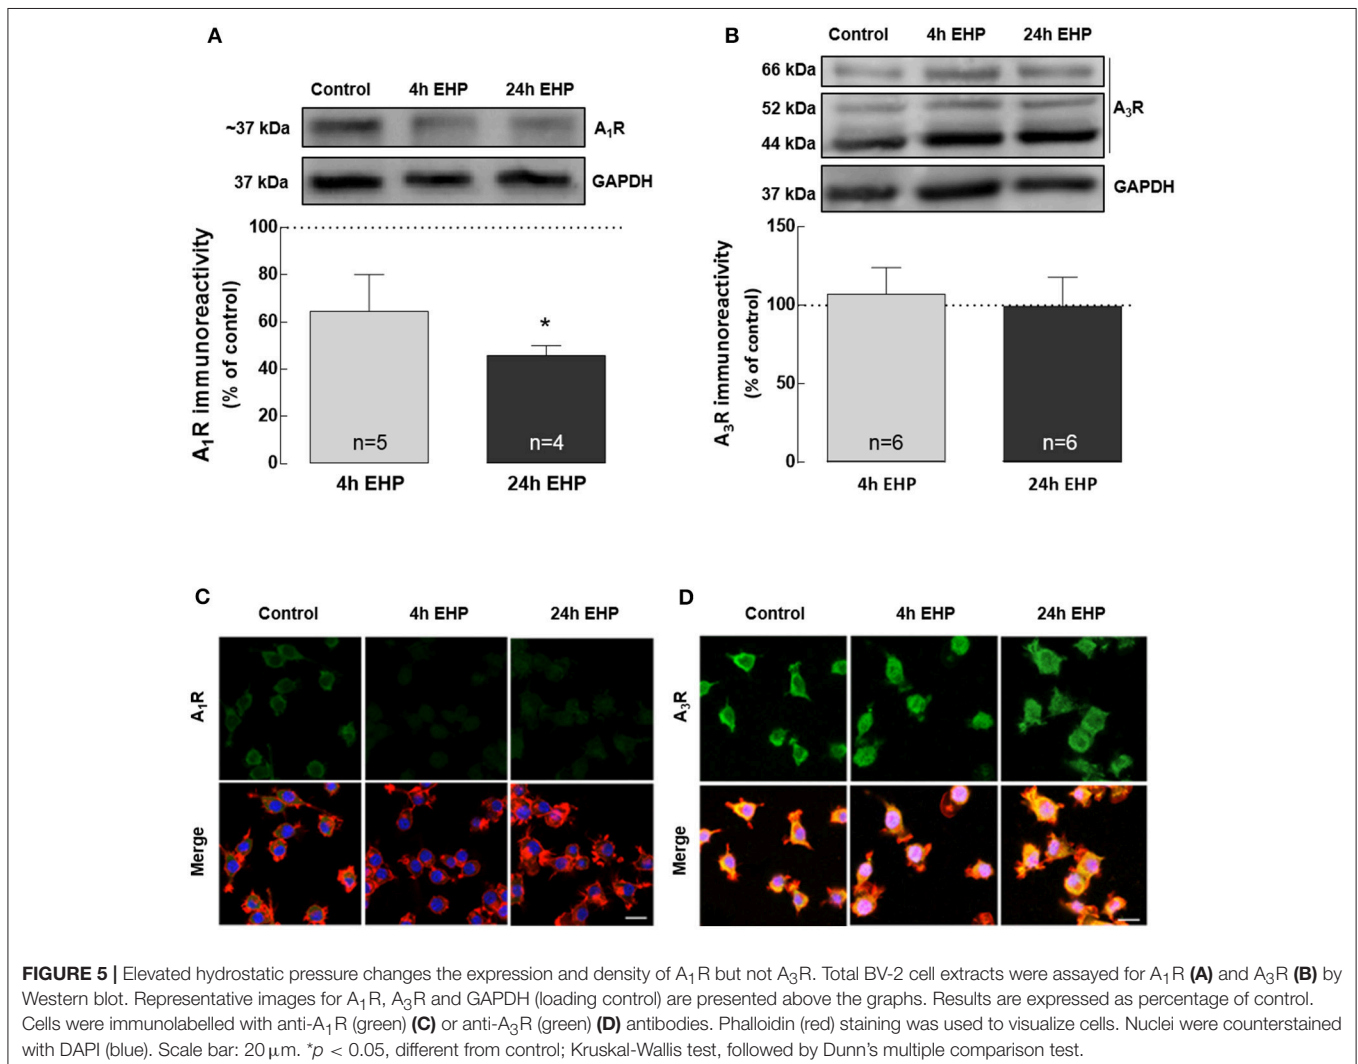 A
Control 4h EHP 24h EHP
~37 kDa A₁R
37 kDa GAPDH
A₁R immunoreactivity
(% of control)
100
80
60
40
20
0
*
n=5 n=4
4h EHP 24h EHP
B
Control 4h EHP 24h EHP
66 kDa
52 kDa
44 kDa
A₃R
37 kDa GAPDH
A₃R immunoreactivity
(% of control)
150
100
50
0
n=6 n=6
4h EHP 24h EHP
C
Control 4h EHP 24h EHP
A₁R
Merge
D
Control 4h EHP 24h EHP
A₃R
Merge
FIGURE 5 | Elevated hydrostatic pressure changes the expression and density of A₁R but not A₃R. Total BV-2 cell extracts were assayed for A₁R (A) and A₃R (B) by
Western blot. Representative images for A₁R, A₃R and GAPDH (loading control) are presented above the graphs. Results are expressed as percentage of control.
Cells were immunolabelled with anti-A₁R (green) (C) or anti-A₃R (green) (D) antibodies. Phalloidin (red) staining was used to visualize cells. Nuclei were counterstained
with DAPI (blue). Scale bar: 20 μm. *p < 0.05, different from control; Kruskal-Wallis test, followed by Dunn's multiple comparison test.